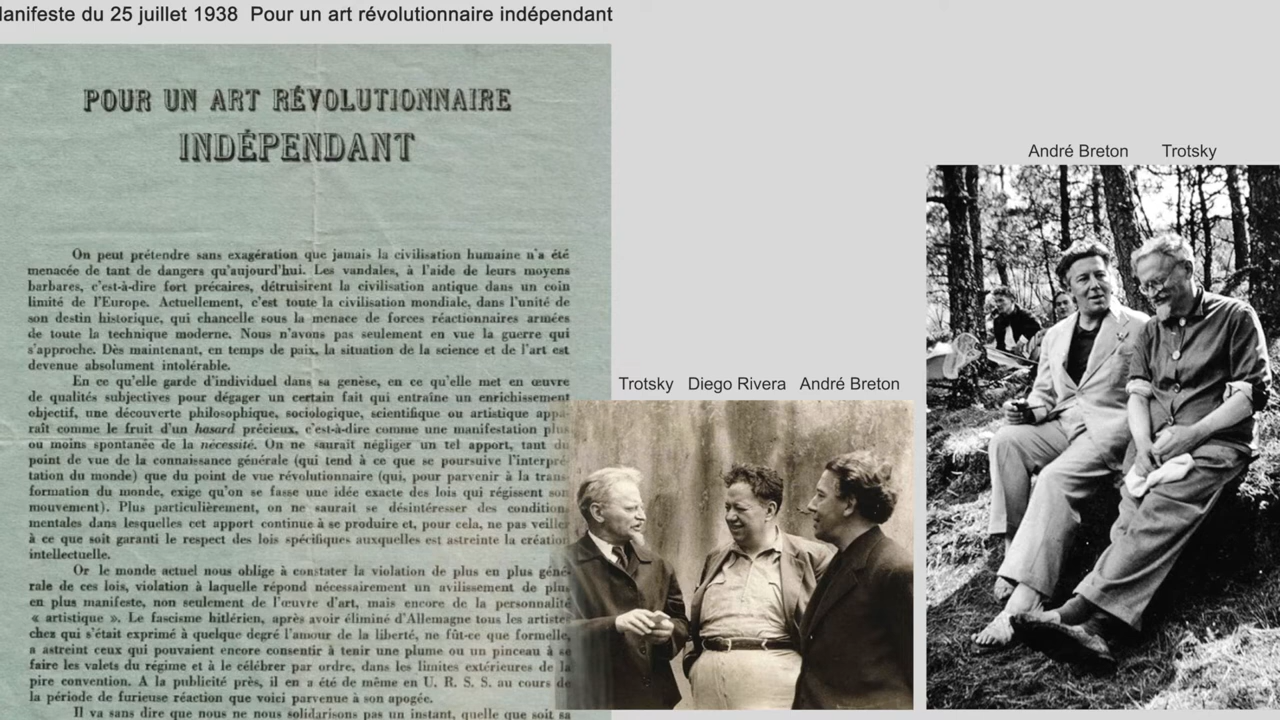 anifeste du 25 juillet 1938 Pour un art révolutionnaire indépendant
POUR UN ART RÉVOLUTIONNAIRE
INDÉPENDANT
On peut prétendre sans exagération que jamais la civilisation humaine n'a été
menacée de tant de dangers qu'aujourd'hui. Les vandales, à l'aide de leurs moyens
barbares, c'est-à-dire fort précaires, détruisirent la civilisation antique dans un coin
limité de l'Europe. Actuellement, c'est toute la civilisation mondiale, dans l'unité de
son destin historique, qui chancelle sous la menace de forces réactionnaires armées
de toute la technique moderne. Nous n'avons pas seulement en vue la guerre qui
s'approche. Dès maintenant, en temps de paix, la situation de la science et de l'art est
devenue absolument intolérable.
En ce qu'elle garde d'individuel dans sa genèse, en ce qu'elle met en œuvre
de qualités subjectives pour dégager un certain fait qui entraîne un enrichissement
objectif, une découverte philosophique, sociologique, scientifique ou artistique appa-
raît comme le fruit d'un hasard précieux, c'est-à-dire comme une manifestation plus
ou moins spontanée de la nécessité. On ne saurait négliger un tel apport, tant du
point de vue de la connaissance générale (qui tend à ce que se poursuive l'interpré-
tation du monde) que du point de vue révolutionnaire (qui, pour parvenir à la trans-
formation du monde, exige qu'on se fasse une idée exacte des lois qui régissent son
mouvement). Plus particulièrement, on ne saurait se désintéresser des condition
mentales dans lesquelles cet apport continue à se produire et, pour cela, ne pas veiller
à ce que soit garanti le respect des lois spécifiques auxquelles est astreinte la création
intellectuelle.
Or le monde actuel nous oblige à constater la violation de plus en plus géné-
rale de ces lois, violation à laquelle répond nécessairement un avilissement de plus
en plus manifeste, non seulement de l'œuvre d'art, mais encore de la personnalité
« artistique ». Le fascisme hitlérien, après avoir éliminé d'Allemagne tous les artistes
chez qui s'était exprimé à quelque degré l'amour de la liberté, ne fût-ce que formelle,
a astreint ceux qui pouvaient encore consentir à tenir une plume ou un pinceau à se
faire les valets du régime et à le célébrer par ordre, dans les limites extérieures de la
pire convention. A la publicité près, il en a été de même en U. R. S. S. au cours de
la période de furieuse réaction que voici parvenue à son apogée.
Il va sans dire que nous ne nous solidarisons pas un instant, quelle que soit sa
Trotsky Diego Rivera André Breton
André Breton Trotsky